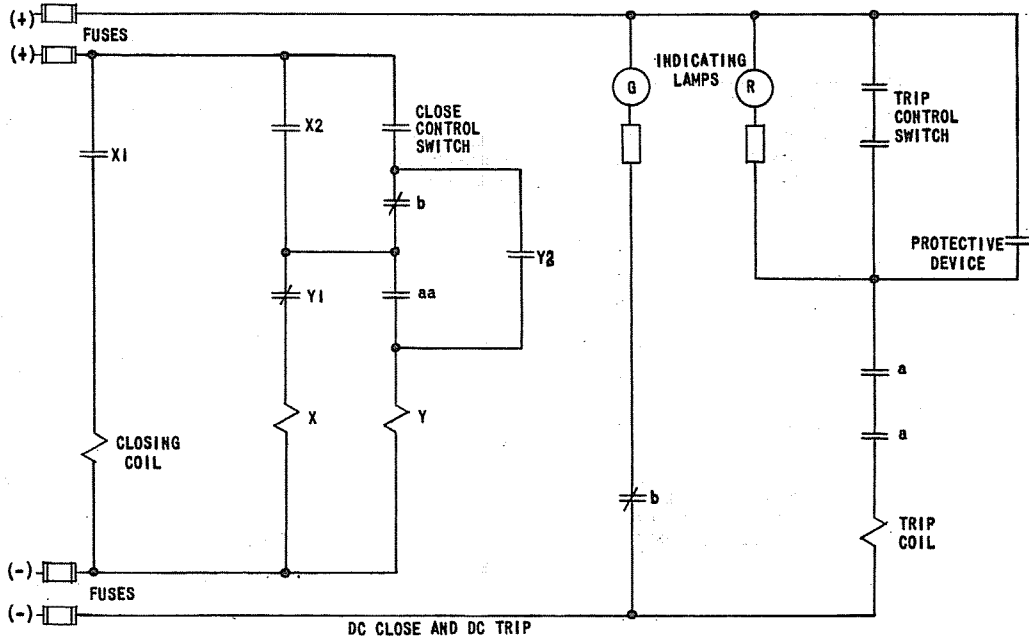 (+)
FUSES
(+)
INDICATING
LAMPS
G
R
TRIP
CONTROL
SWITCH
X1
X2
CLOSE
CONTROL
SWITCH
b
Y2
PROTECTIVE
DEVICE
Y1
aa
a
a
X
Y
CLOSING
COIL
b
TRIP
COIL
(-)
FUSES
(-)
DC CLOSE AND DC TRIP